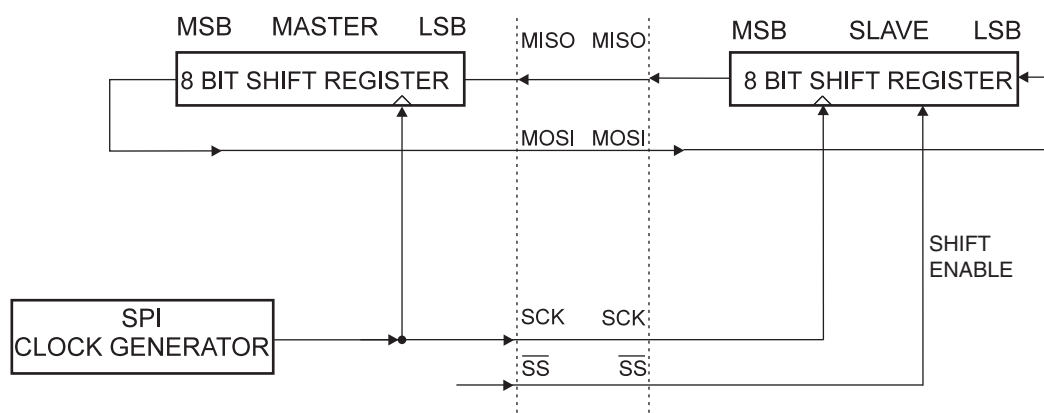 MSB MASTER LSB
MISO MISO
MSB SLAVE LSB
8 BIT SHIFT REGISTER
8 BIT SHIFT REGISTER
MOSI MOSI
SHIFT
ENABLE
SPI
CLOCK GENERATOR
SCK SCK
SS SS